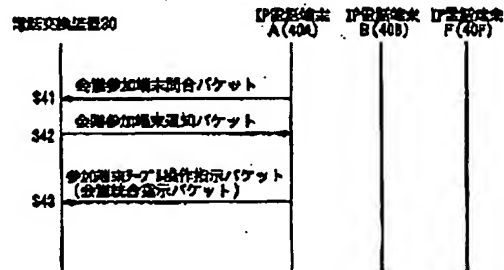 電話交換装置20
IP電話端末
A(40A)
IP電話端末
B(40B)
IP電話端末
F(40F)
会議参加端末問合パケット
S41
会議参加端末通知パケット
S42
参加端末テーブル操作指示パケット
(会議統合指示パケット)
S43